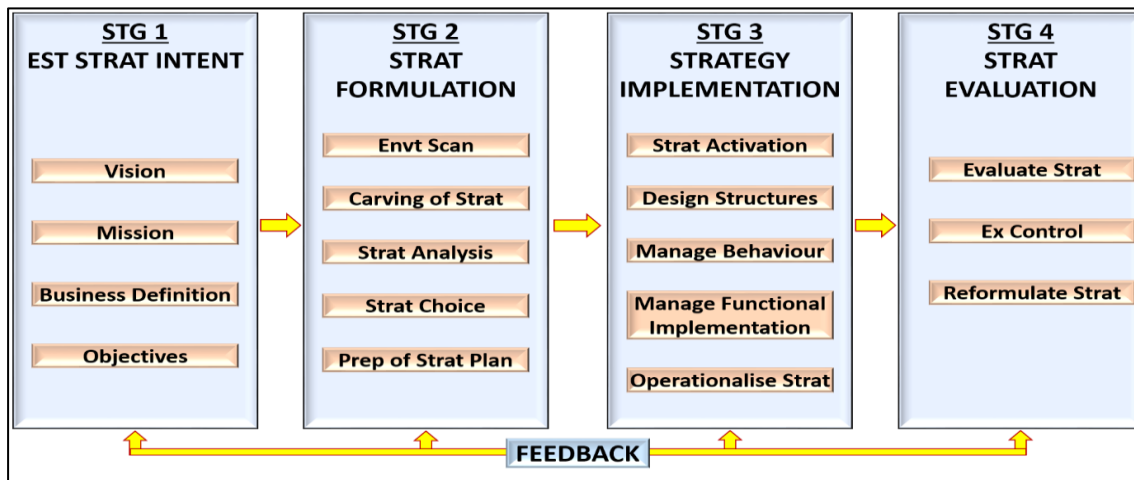 STG 1
EST STRAT INTENT
Vision
Mission
Business Definition
Objectives
STG 2
STRAT
FORMULATION
Envt Scan
Carving of Strat
Strat Analysis
Strat Choice
Prep of Strat Plan
STG 3
STRATEGY
IMPLEMENTATION
Strat Activation
Design Structures
Manage Behaviour
Manage Functional
Implementation
Operationalise Strat
STG 4
STRAT
EVALUATION
Evaluate Strat
Ex Control
Reformulate Strat
FEEDBACK